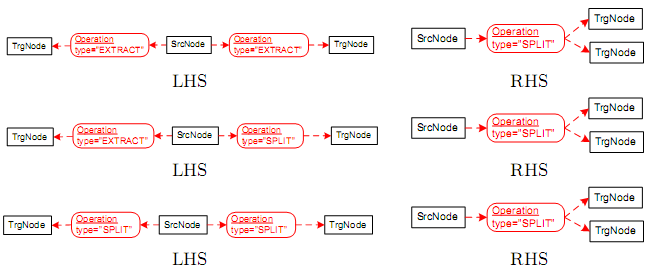 TrgNode Operation type="EXTRACT" SrcNode Operation type="EXTRACT" TrgNode
LHS
SrcNode Operation type="SPLIT" TrgNode TrgNode
RHS
TrgNode Operation type="EXTRACT" SrcNode Operation type="SPLIT" TrgNode
LHS
SrcNode Operation type="SPLIT" TrgNode TrgNode
RHS
TrgNode Operation type="SPLIT" SrcNode Operation type="SPLIT" TrgNode
LHS
SrcNode Operation type="SPLIT" TrgNode TrgNode
RHS